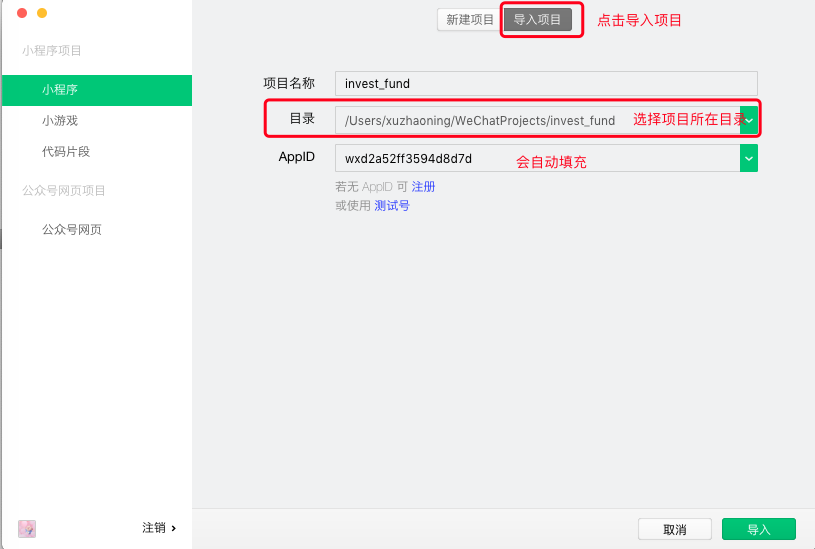 新建项目 导入项目 点击导入项目
小程序项目
小程序
小游戏
代码片段
公众号网页项目
公众号网页
项目名称 invest_fund
目录 /Users/xuzhaoning/WeChatProjects/invest_fund 选择项目所在目录
AppID wxd2a52ff3594d8d7d 会自动填充
若无 AppID 可 注册
或使用 测试号
注销 ›
取消 导入